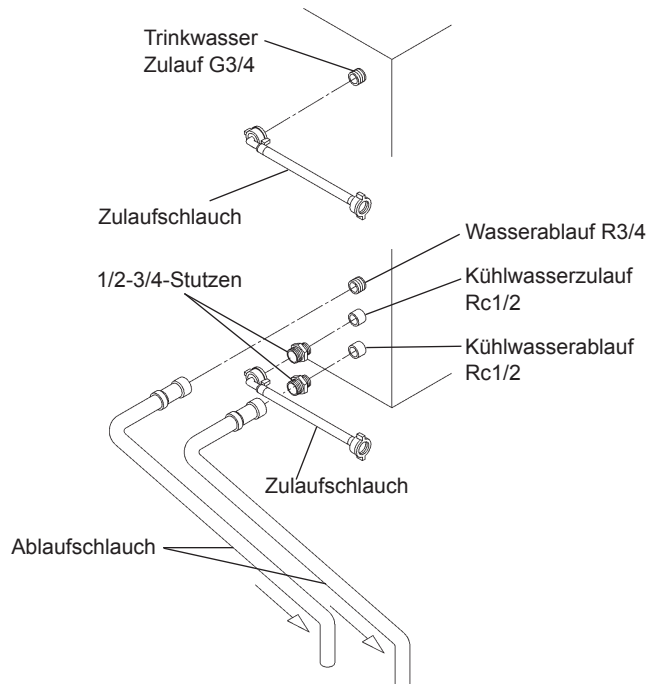 Trinkwasser
Zulauf G3/4
Zulaufschlauch
Wasserablauf R3/4
1/2-3/4-Stutzen
Kühlwasserzulauf
Rc1/2
Kühlwasserablauf
Rc1/2
Zulaufschlauch
Ablaufschlauch